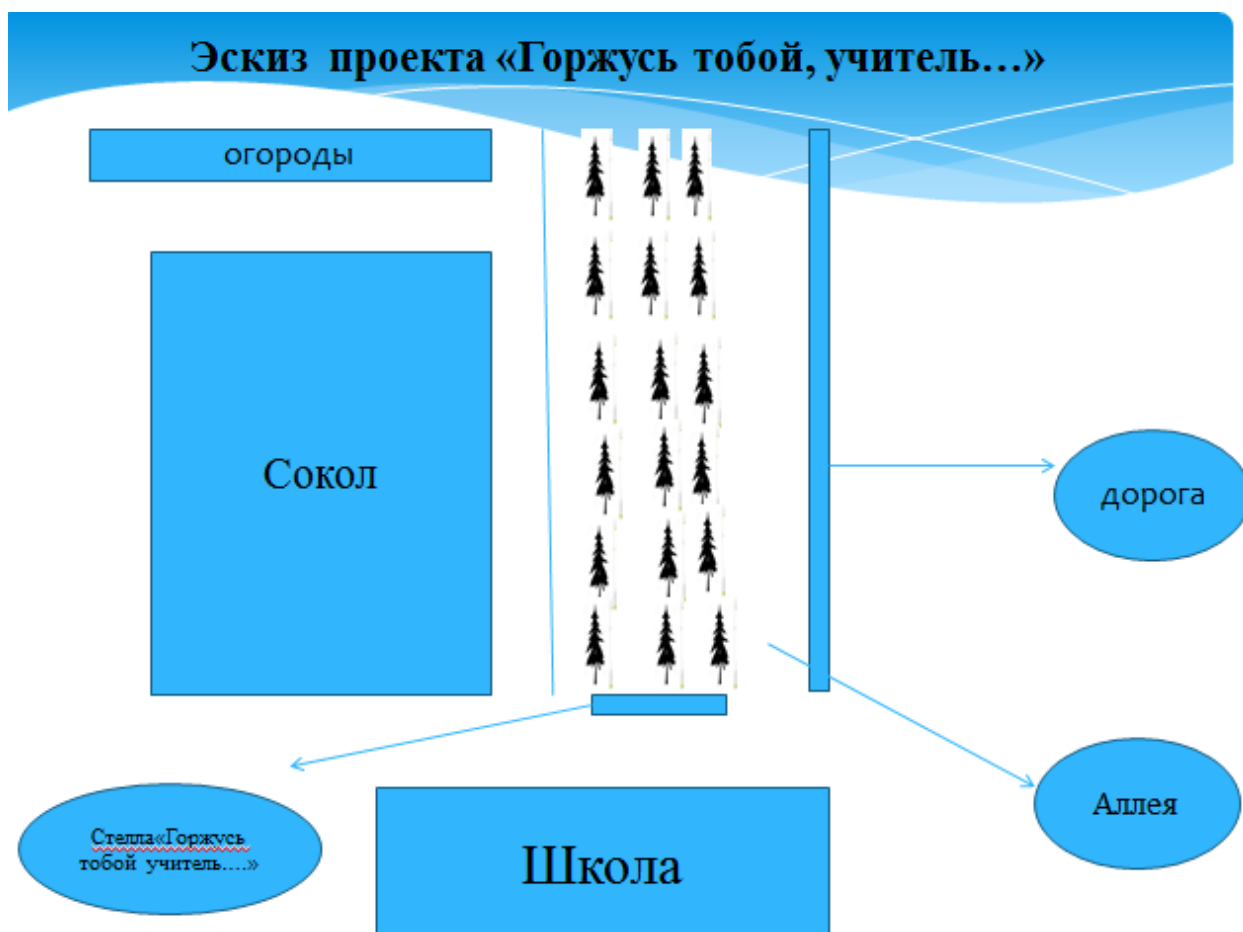 Эскиз проекта «Горжусь тобой, учитель...»
огороды
Сокол
дорога
Аллея
Стелла«Горжусь
тобой учитель....»
Школа